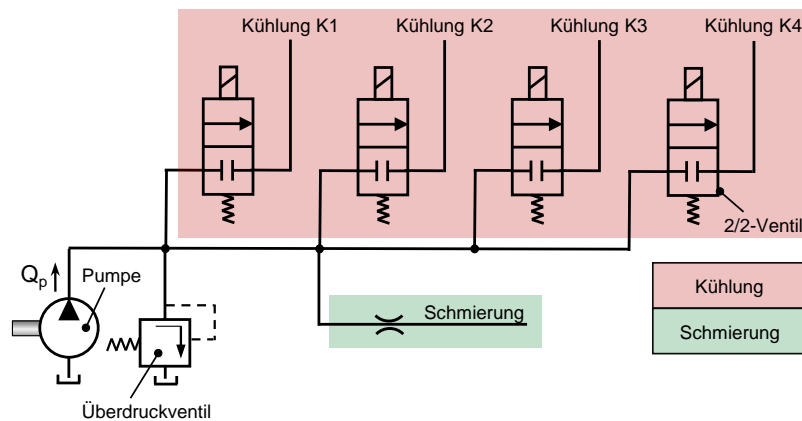 Kühlung K1
Kühlung K2
Kühlung K3
Kühlung K4
2/2-Ventil
Qp
Pumpe
Schmierung
Überdruckventil
Kühlung
Schmierung